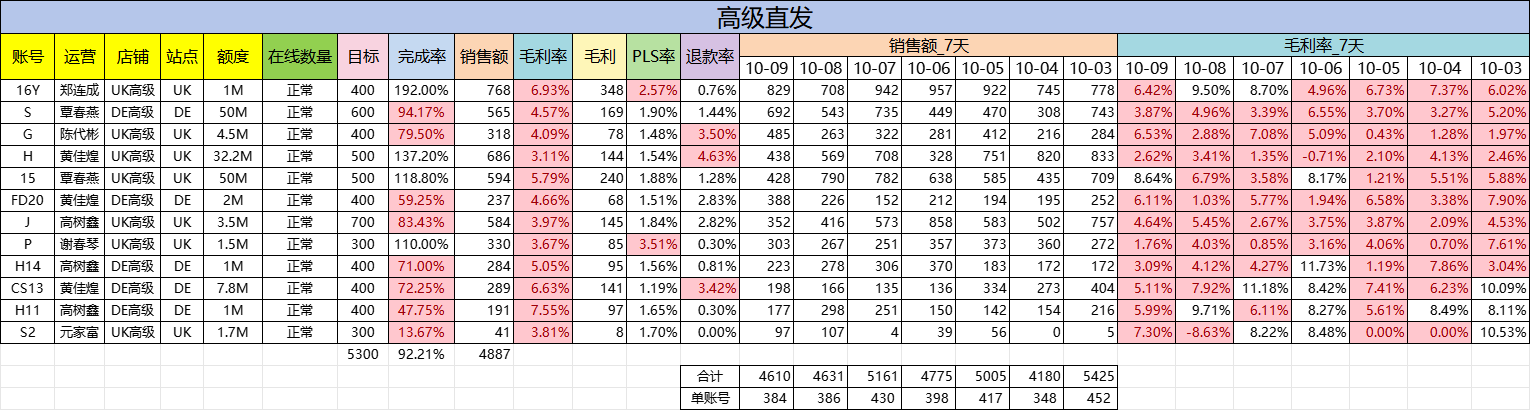 高级直发
账号 运营 店铺 站点 额度 在线数量 目标 完成率 销售额 毛利率 毛利 PLS率 退款率 销售额_7天 毛利率_7天
10-09 10-08 10-07 10-06 10-05 10-04 10-03 10-09 10-08 10-07 10-06 10-05 10-04 10-03
16Y 郑连成 UK高级 UK 1M 正常 400 192.00% 768 6.93% 348 2.57% 0.76% 829 708 942 957 922 745 778 6.42% 9.50% 8.70% 4.96% 6.73% 7.37% 6.02%
S 覃春燕 DE高级 DE 50M 正常 600 94.17% 565 4.57% 169 1.90% 1.44% 692 543 735 449 470 308 743 3.87% 4.96% 3.39% 6.55% 3.70% 3.27% 5.20%
G 陈代彬 UK高级 UK 4.5M 正常 400 79.50% 318 4.09% 78 1.48% 3.50% 485 263 322 281 412 216 284 6.53% 2.88% 7.08% 5.09% 0.43% 1.28% 1.97%
H 黄佳煌 UK高级 UK 32.2M 正常 500 137.20% 686 3.11% 144 1.54% 4.63% 438 569 708 328 751 820 833 2.62% 3.41% 1.35% -0.71% 2.10% 4.13% 2.46%
15 覃春燕 UK高级 UK 50M 正常 500 118.80% 594 5.79% 240 1.88% 1.28% 428 790 782 638 585 435 709 8.64% 6.79% 3.58% 8.17% 1.21% 5.51% 5.88%
FD20 黄佳煌 DE高级 DE 2M 正常 400 59.25% 237 4.66% 68 1.51% 2.83% 388 226 152 212 194 195 252 6.11% 1.03% 5.77% 1.94% 6.58% 3.38% 7.90%
J 高树鑫 UK高级 UK 3.5M 正常 700 83.43% 584 3.97% 145 1.84% 2.82% 352 416 573 858 583 502 757 4.64% 5.45% 2.67% 3.75% 3.87% 2.09% 4.53%
P 谢春琴 UK高级 UK 1.5M 正常 300 110.00% 330 3.67% 85 3.51% 0.30% 303 267 251 357 373 360 272 1.76% 4.03% 0.85% 3.16% 4.06% 0.70% 7.61%
H14 高树鑫 DE高级 DE 1M 正常 400 71.00% 284 5.05% 95 1.56% 0.81% 223 278 306 370 183 172 172 3.09% 4.12% 4.27% 11.73% 1.19% 7.86% 3.04%
CS13 黄佳煌 DE高级 DE 7.8M 正常 400 72.25% 289 6.63% 141 1.19% 3.42% 198 166 135 136 334 273 404 5.11% 7.92% 11.18% 8.42% 7.41% 6.23% 10.09%
H11 高树鑫 DE高级 DE 1M 正常 400 47.75% 191 7.55% 97 1.65% 0.30% 177 298 251 150 142 154 216 5.99% 9.71% 6.11% 8.27% 5.61% 8.49% 8.11%
S2 元家富 UK高级 UK 1.7M 正常 300 13.67% 41 3.81% 8 1.70% 0.00% 97 107 4 39 56 0 5 7.30% -8.63% 8.22% 8.48% 0.00% 0.00% 10.53%
5300 92.21% 4887
合计 4610 4631 5161 4775 5005 4180 5425
单账号 384 386 430 398 417 348 452